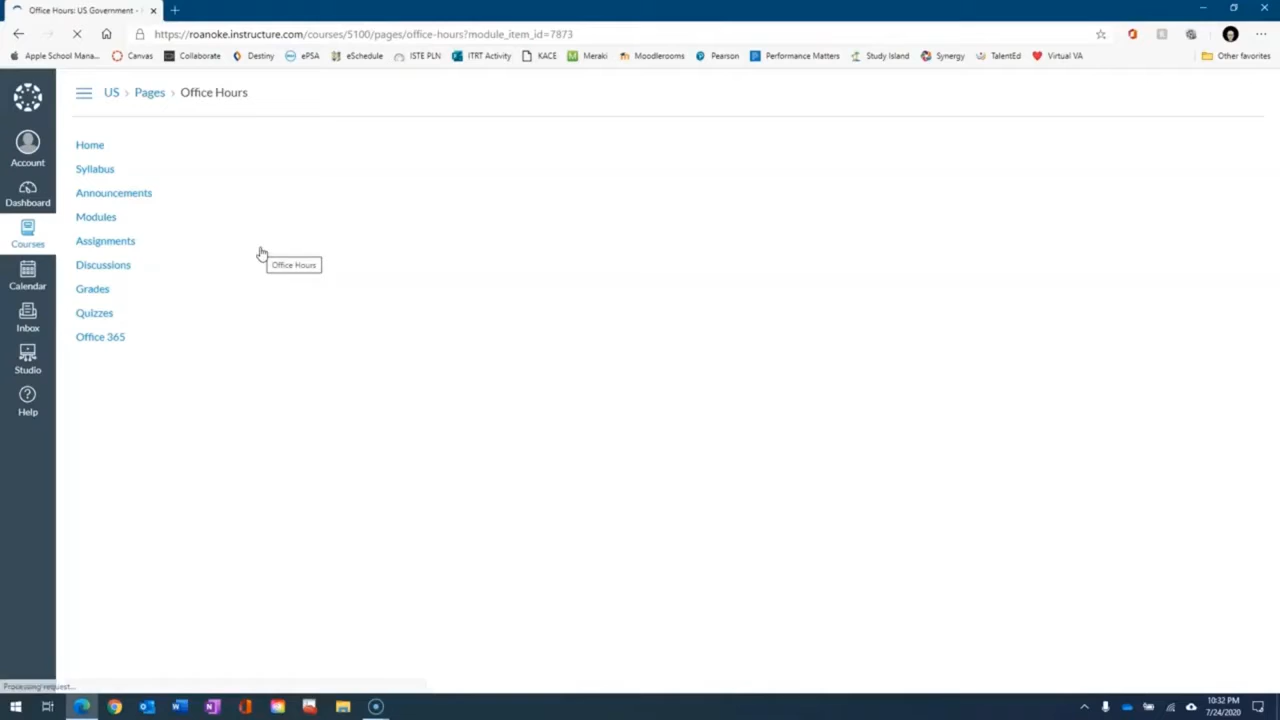 Office Hours: US Government -
https://roanoke.instructure.com/courses/5100/pages/office-hours?module_item_id=7873
Apple School Mana... Canvas Collaborate Destiny ePSA eSchedule ISTE PLN ITRT Activity KACE Meraki Moodlerooms Pearson Performance Matters Study Island Synergy TalentEd Virtual VA Other favorites
US › Pages › Office Hours
Account
Dashboard
Courses
Calendar
Inbox
Studio
Help
Home
Syllabus
Announcements
Modules
Assignments
Discussions
Grades
Quizzes
Office 365
Office Hours
Processing request...
10:32 PM
7/24/2020